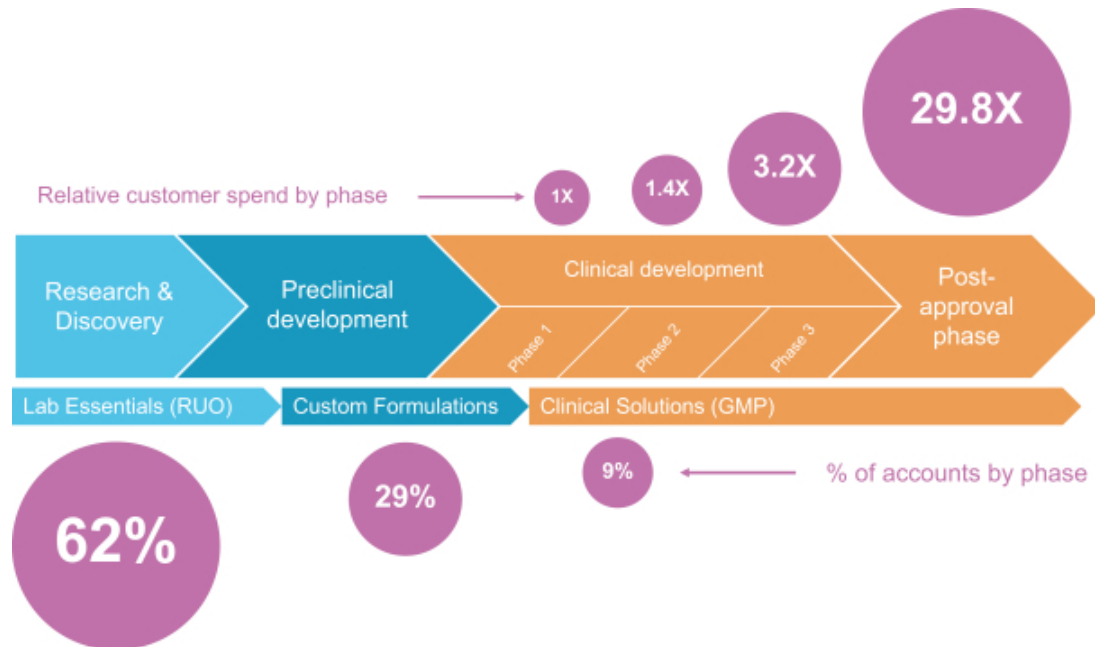 29.8X
3.2X
1.4X
1X
Relative customer spend by phase
Research &
Discovery
Preclinical
development
Clinical development
Phase 1
Phase 2
Phase 3
Post-
approval
phase
Lab Essentials (RUO)
Custom Formulations
Clinical Solutions (GMP)
62%
29%
9%
% of accounts by phase